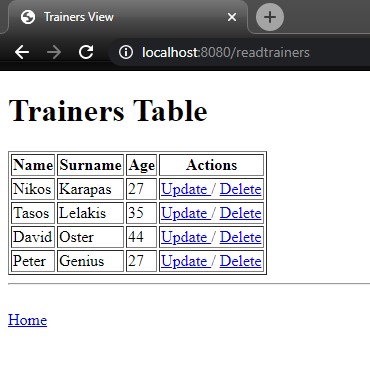 Trainers View
localhost:8080/readtrainers
Trainers Table
Name Surname Age Actions
Nikos Karapas 27 Update / Delete
Tasos Lelakis 35 Update / Delete
David Oster 44 Update / Delete
Peter Genius 27 Update / Delete
Home